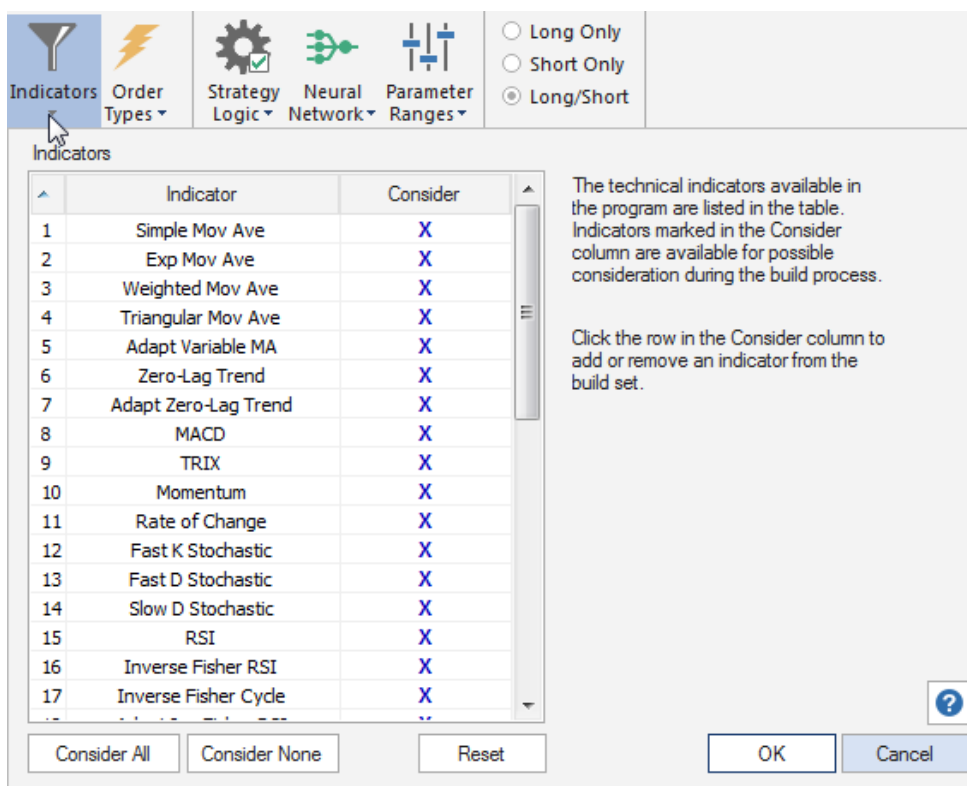 Long Only
Short Only
Long/Short
Indicators Order Types Strategy Logic Neural Network Parameter Ranges
Indicators
Indicator Consider
1 Simple Mov Ave X
2 Exp Mov Ave X
3 Weighted Mov Ave X
4 Triangular Mov Ave X
5 Adapt Variable MA X
6 Zero-Lag Trend X
7 Adapt Zero-Lag Trend X
8 MACD X
9 TRIX X
10 Momentum X
11 Rate of Change X
12 Fast K Stochastic X
13 Fast D Stochastic X
14 Slow D Stochastic X
15 RSI X
16 Inverse Fisher RSI X
17 Inverse Fisher Cycle X
The technical indicators available in
the program are listed in the table.
Indicators marked in the Consider
column are available for possible
consideration during the build process.
Click the row in the Consider column to
add or remove an indicator from the
build set.
?
Consider All Consider None Reset OK Cancel